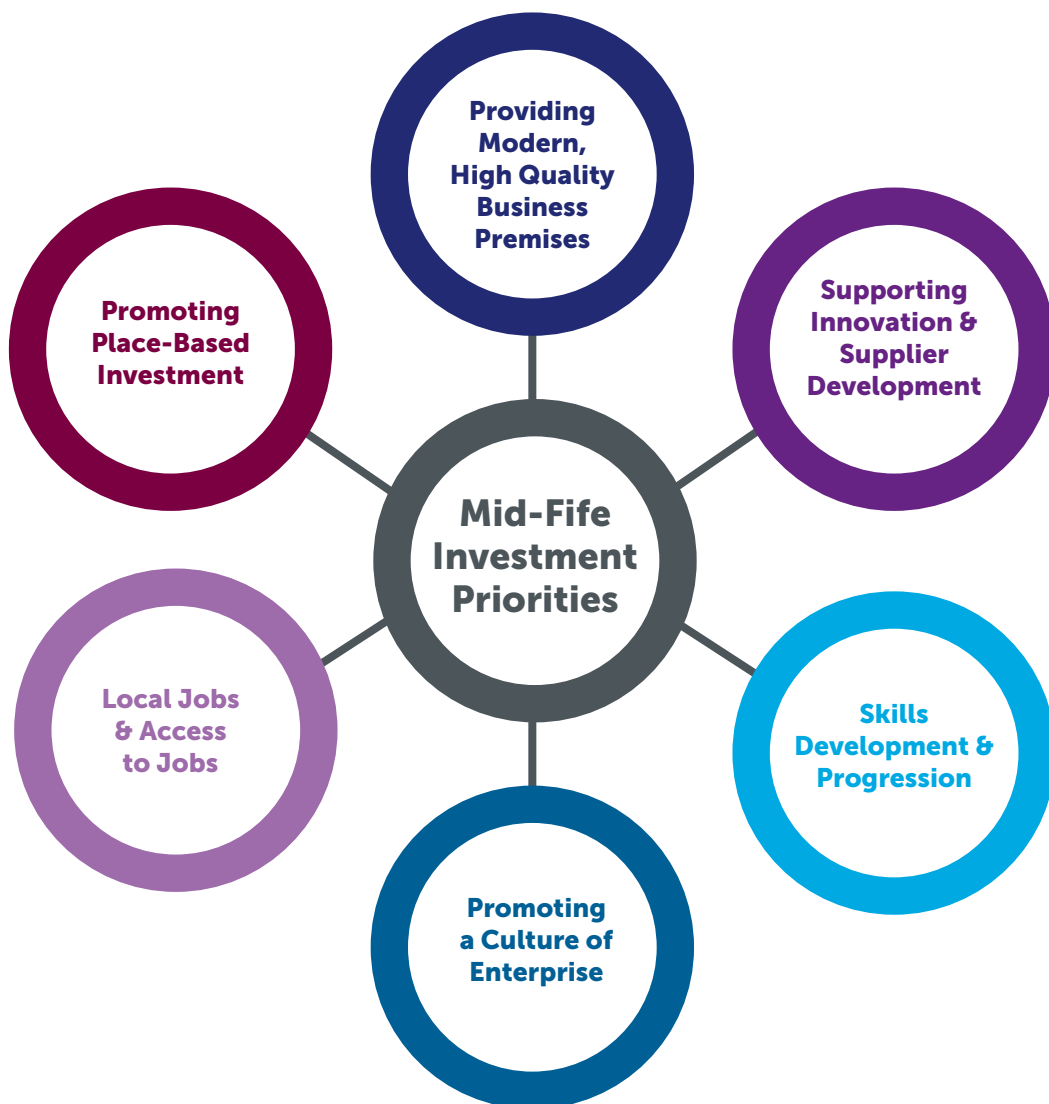 Providing
Modern,
High Quality
Business
Premises
Promoting
Place-Based
Investment
Supporting
Innovation &
Supplier
Development
Mid-Fife
Investment
Priorities
Local Jobs
& Access
to Jobs
Skills
Development &
Progression
Promoting
a Culture of
Enterprise